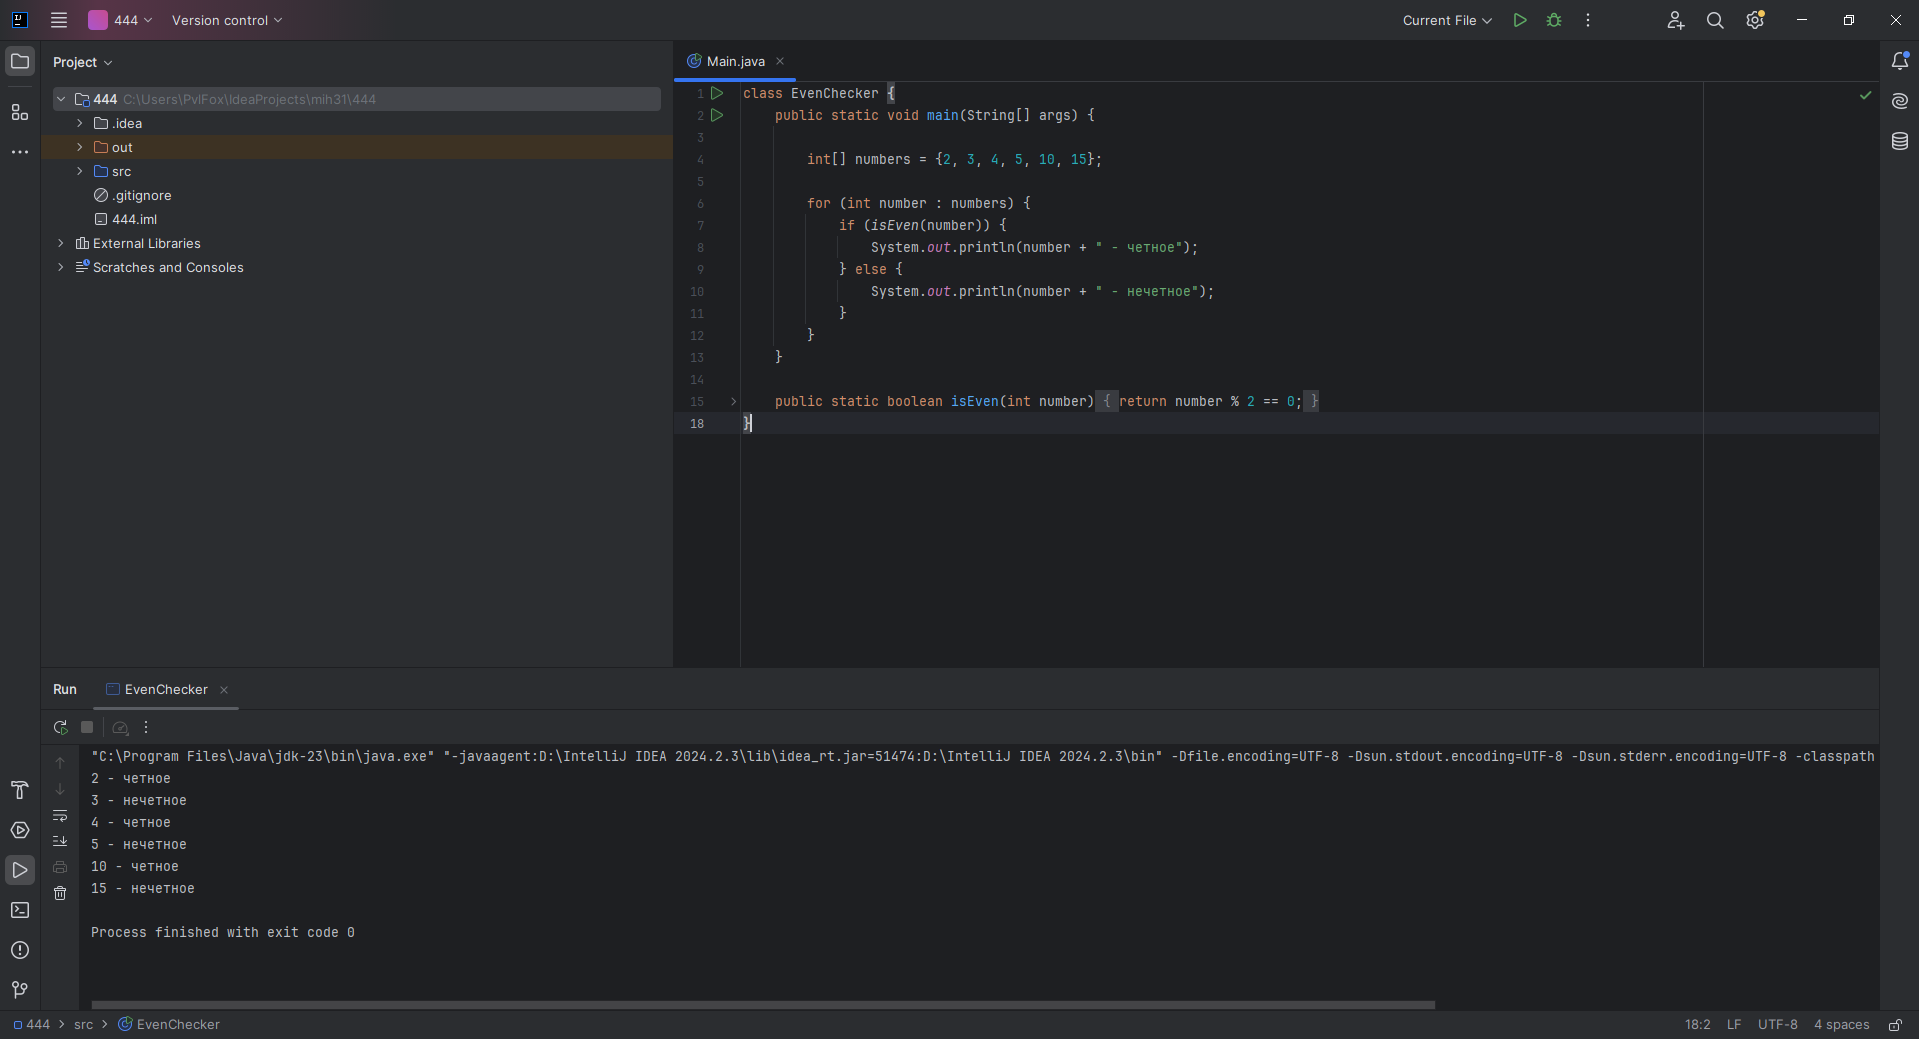 444
Version control
Current File
Project
Main.java
444 C:\Users\PvlFox\IdeaProjects\mih31\444
.idea
out
src
.gitignore
444.iml
External Libraries
Scratches and Consoles
1 class EvenChecker {
2 public static void main(String[] args) {
3
4 int[] numbers = {2, 3, 4, 5, 10, 15};
5
6 for (int number : numbers) {
7 if (isEven(number)) {
8 System.out.println(number + " - четное");
9 } else {
10 System.out.println(number + " - нечетное");
11 }
12 }
13 }
14
15 public static boolean isEven(int number) { return number % 2 == 0; }
18 }
Run EvenChecker
"C:\Program Files\Java\jdk-23\bin\java.exe" "-javaagent:D:\IntelliJ IDEA 2024.2.3\lib\idea_rt.jar=51474:D:\IntelliJ IDEA 2024.2.3\bin" -Dfile.encoding=UTF-8 -Dsun.stdout.encoding=UTF-8 -Dsun.stderr.encoding=UTF-8 -classpath
2 - четное
3 - нечетное
4 - четное
5 - нечетное
10 - четное
15 - нечетное
Process finished with exit code 0
444 > src > EvenChecker
18:2 LF UTF-8 4 spaces